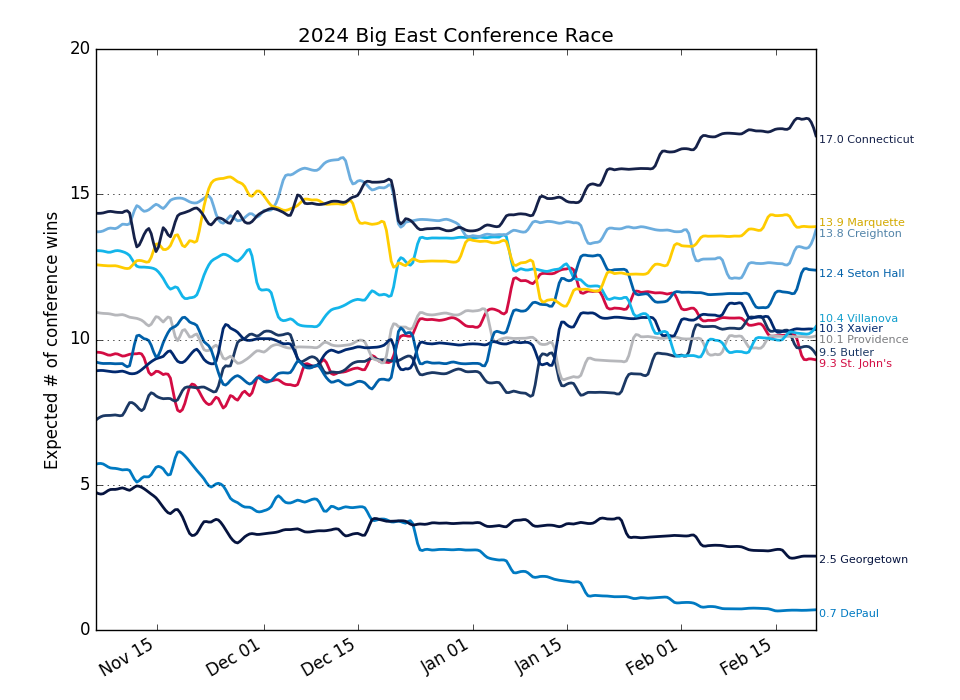 2024 Big East Conference Race
Expected # of conference wins
20
15
10
5
0
17.0 Connecticut
13.9 Marquette
13.8 Creighton
12.4 Seton Hall
10.4 Villanova
10.3 Xavier
10.1 Providence
9.5 Butler
9.3 St. John's
2.5 Georgetown
0.7 DePaul
Nov 15
Dec 01
Dec 15
Jan 01
Jan 15
Feb 01
Feb 15